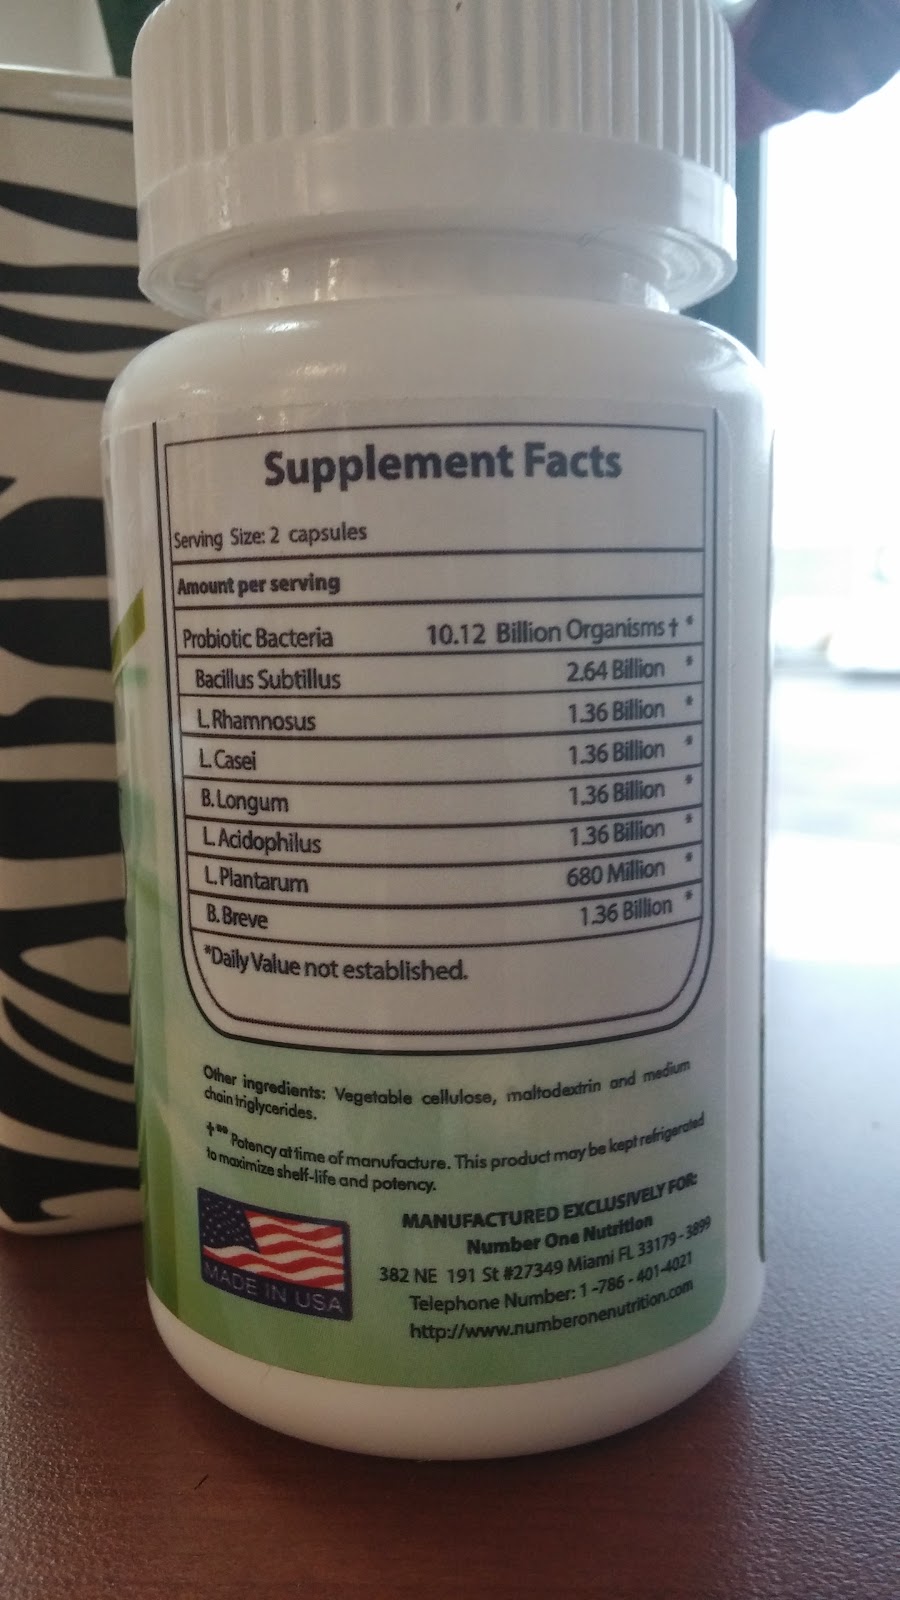 Supplement Facts
Serving Size: 2 capsules
Amount per serving
Probiotic Bacteria 10.12 Billion Organisms † *
Bacillus Subtillus 2.64 Billion *
L. Rhamnosus 1.36 Billion *
L. Casei 1.36 Billion *
B. Longum 1.36 Billion *
L. Acidophilus 1.36 Billion *
L. Plantarum 680 Million *
B. Breve 1.36 Billion *
*Daily Value not established.
Other ingredients: Vegetable cellulose, maltodextrin and medium
chain triglycerides.
†** Potency at time of manufacture. This product may be kept refrigerated
to maximize shelf-life and potency.
MADE IN USA
MANUFACTURED EXCLUSIVELY FOR:
Number One Nutrition
382 NE 191 St #27349 Miami FL 33179 - 3899
Telephone Number: 1 -786 - 401-4021
http://www.numberonenutrition.com